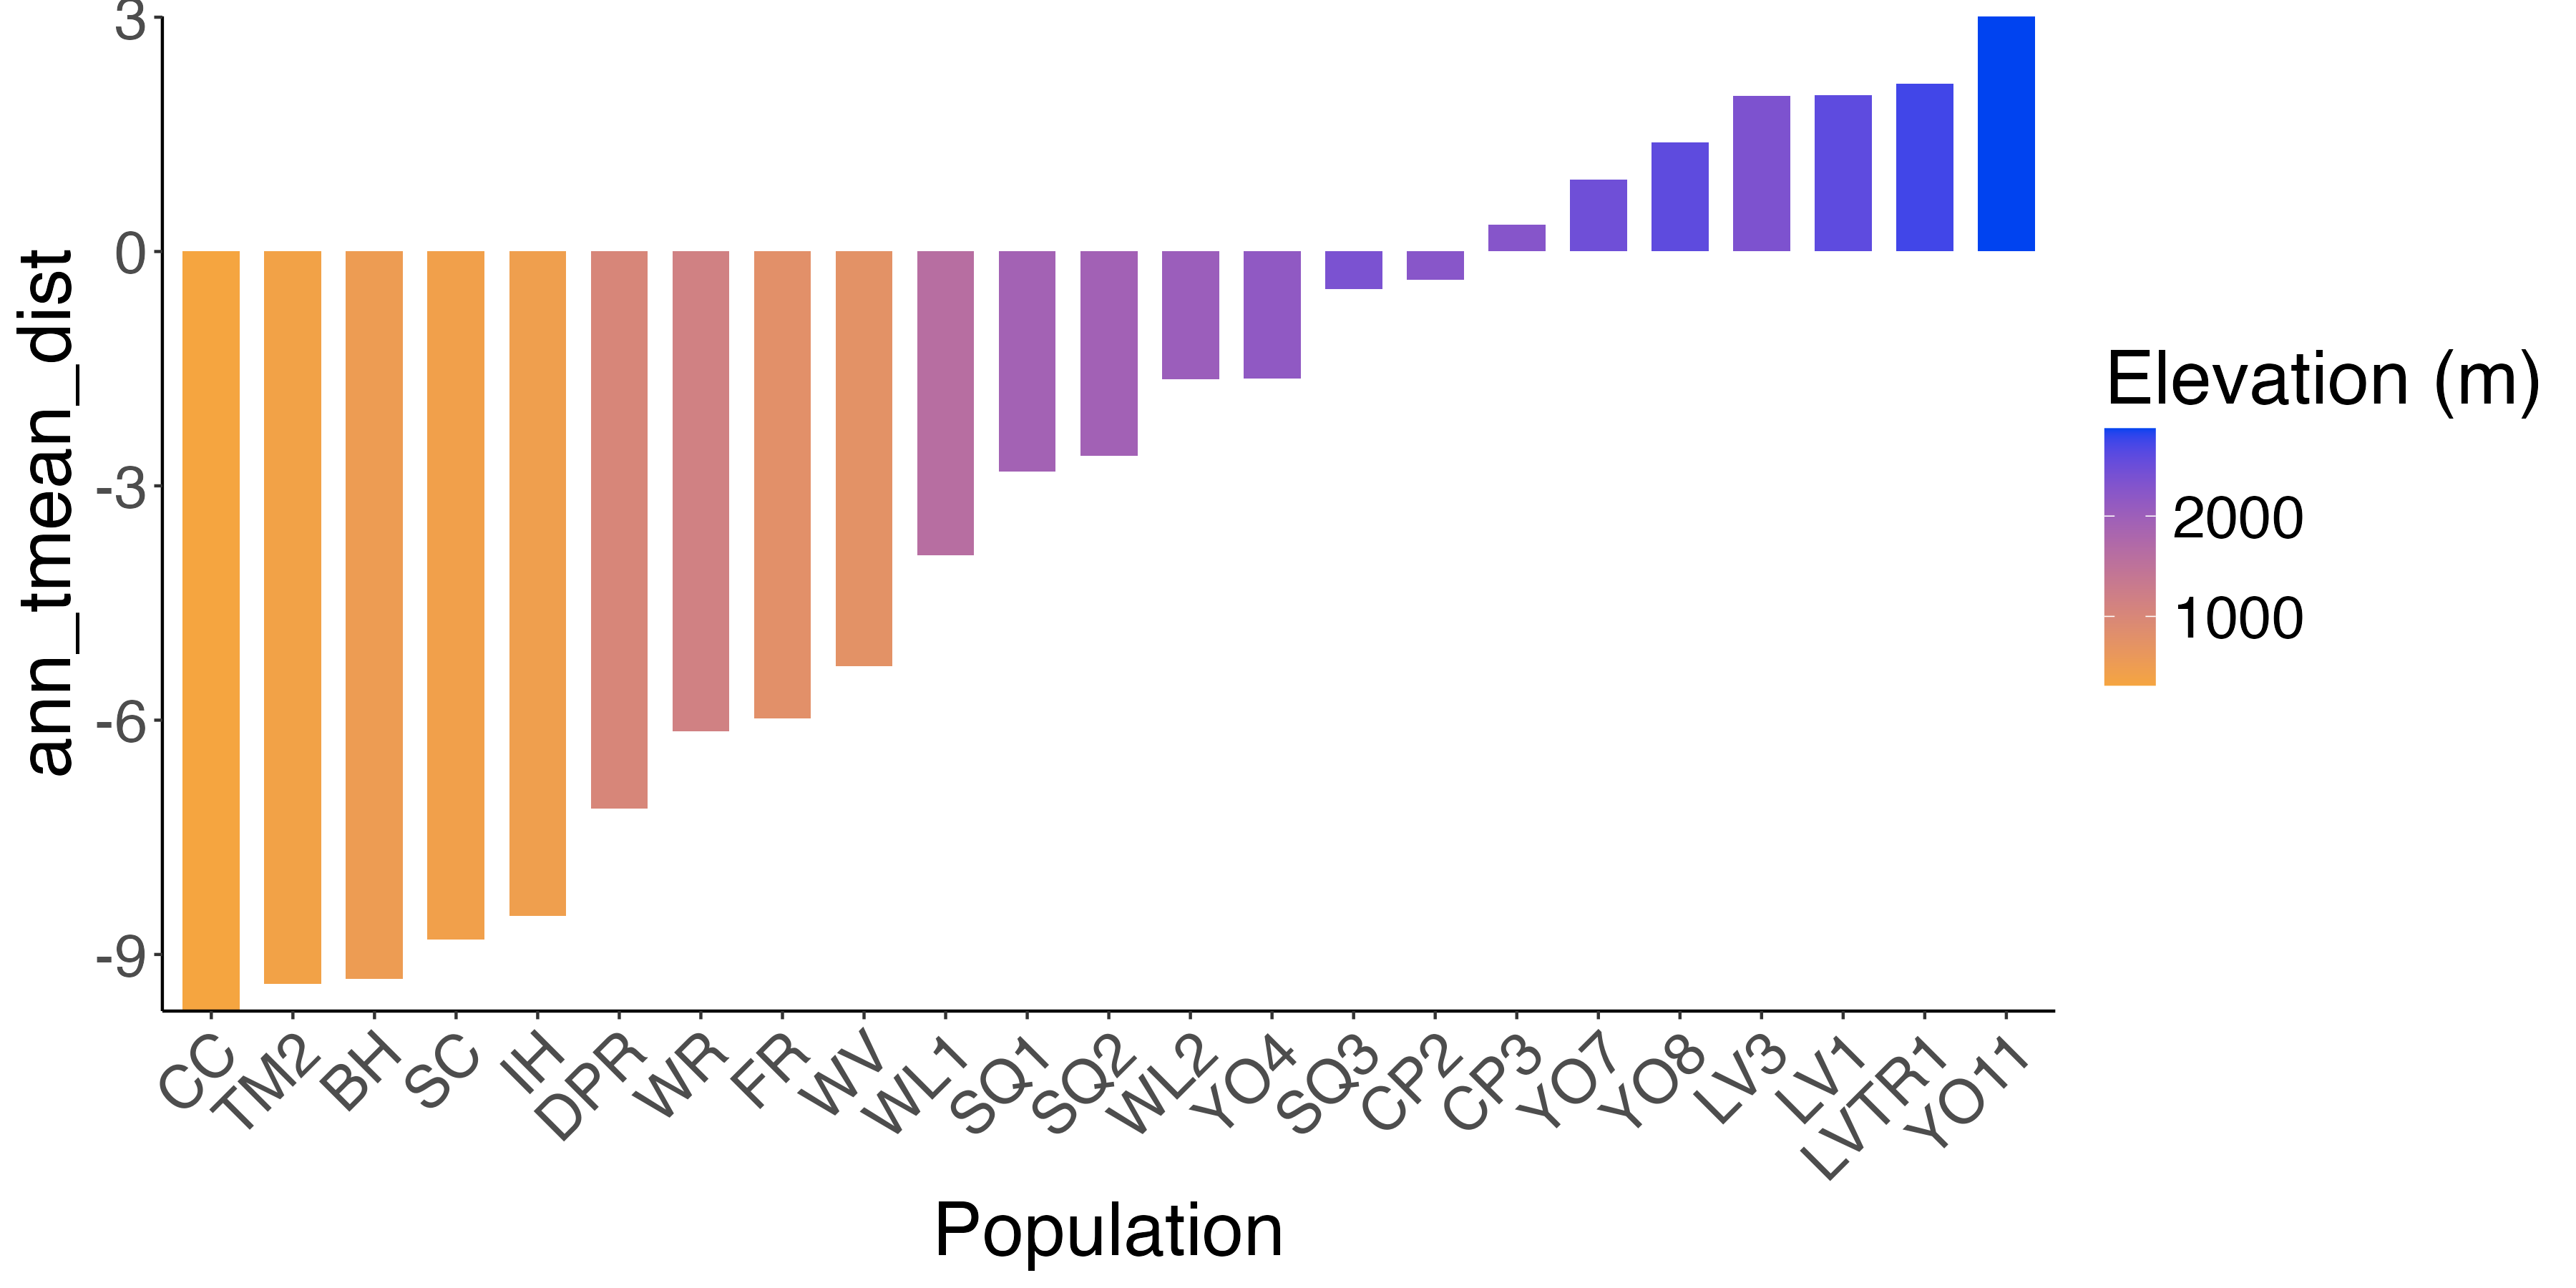 ann_tmean_dist
3
0
-3
-6
-9
CC
TM2
BH
SC
IH
DPR
WR
FR
WV
WL1
SQ1
SQ2
WL2
YO4
SQ3
CP2
CP3
YO7
YO8
LV3
LV1
LVTR1
YO11
Population
Elevation (m)
2000
1000